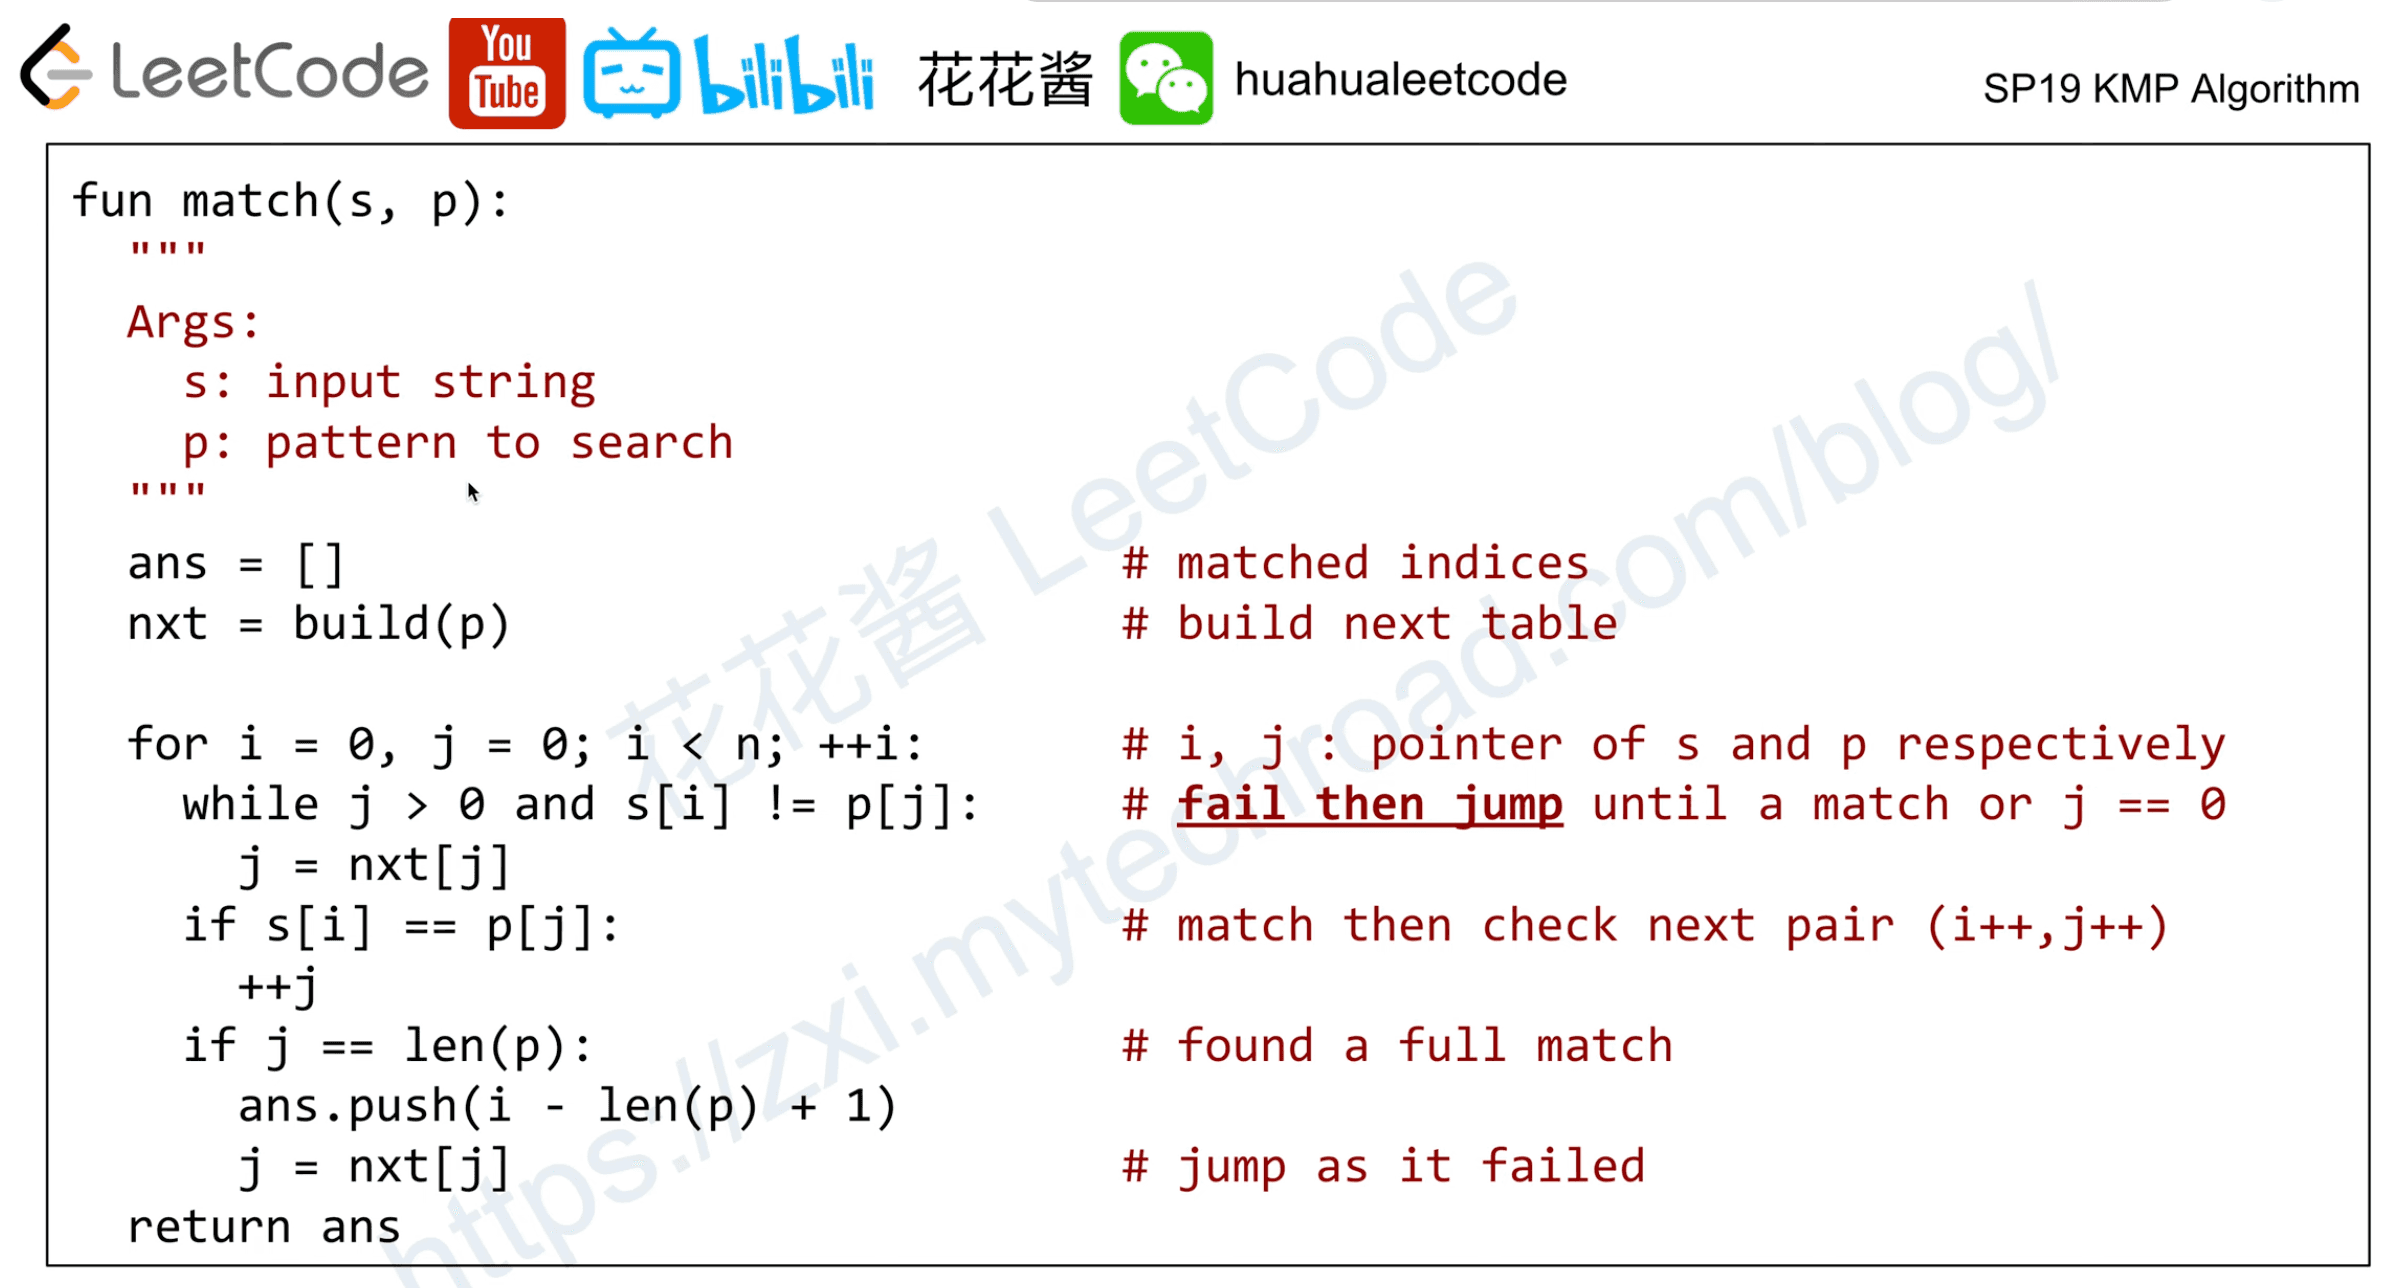 LeetCode You Tube bilibili 花花酱 huahualeetcode SP19 KMP Algorithm
fun match(s, p):
"""
Args:
s: input string
p: pattern to search
"""
ans = [] # matched indices
nxt = build(p) # build next table
for i = 0, j = 0; i < n; ++i: # i, j : pointer of s and p respectively
while j > 0 and s[i] != p[j]: # fail then jump until a match or j == 0
j = nxt[j]
if s[i] == p[j]: # match then check next pair (i++,j++)
++j
if j == len(p): # found a full match
ans.push(i - len(p) + 1)
j = nxt[j] # jump as it failed
return ans
花花酱 LeetCode
https://zxi.mytechroad.com/blog/